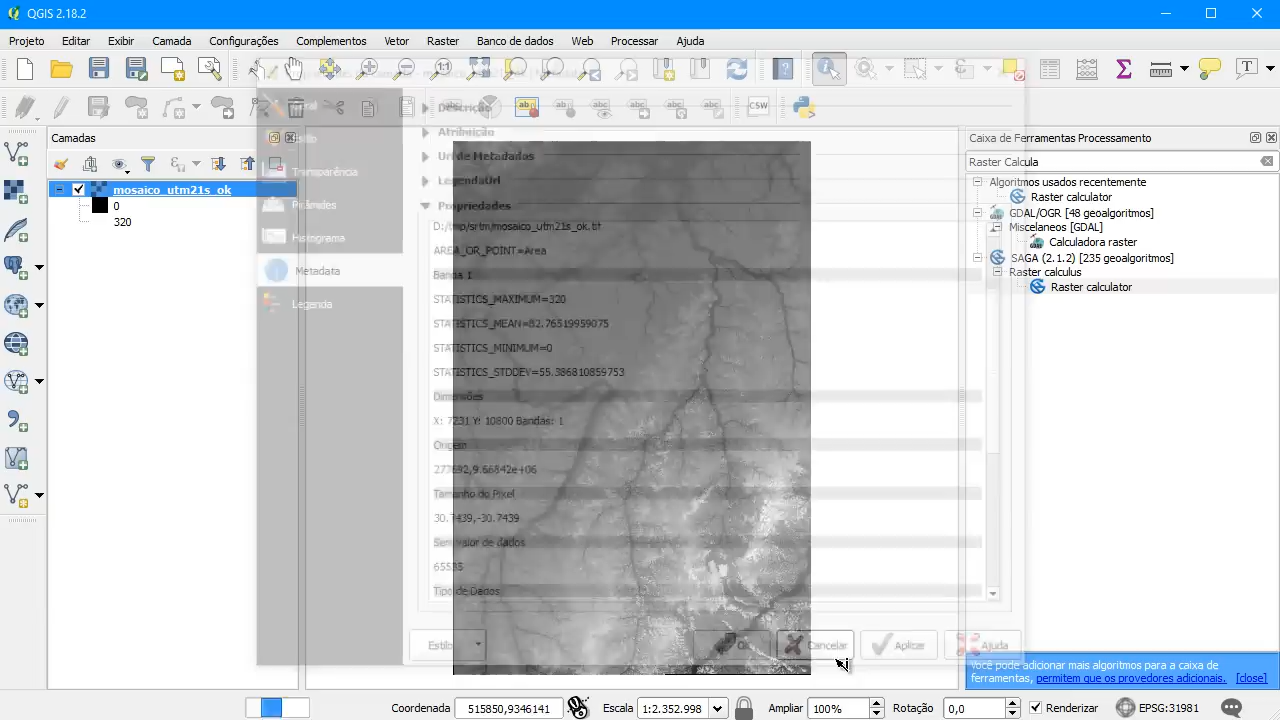 QGIS 2.18.2
Projeto Editar Exibir Camada Configurações Complementos Vetor Raster Banco de dados Web Processar Ajuda
CSW
Camadas
mosaico_utm21s_ok
0
320
Transparência
Pirâmides
Histograma
Metadata
Legenda
Descrição
Atribuição
Url de Metadados
LegendaUrl
Propriedades
D:/tmp/srtm/mosaico_utm21s_ok.tif
AREA_OR_POINT=Area
Banda 1
STATISTICS_MAXIMUM=320
STATISTICS_MEAN=82.76519959075
STATISTICS_MINIMUM=0
STATISTICS_STDDEV=55.386810859753
Dimensões
X: 7231 Y: 10800 Bandas: 1
Origem
277692,9.66842e+06
Tamanho do Pixel
30.7439,-30.7439
Sem valor de dados
65535
Tipo de Dados
Estilo
OK Cancelar Aplicar Ajuda
Caixa de Ferramentas Processamento
Raster Calcula
Algoritmos usados recentemente
Raster calculator
GDAL/OGR [48 geoalgoritmos]
Miscelaneos [GDAL]
Calculadora raster
SAGA (2.1.2) [235 geoalgoritmos]
Raster calculus
Raster calculator
Você pode adicionar mais algoritmos para a caixa de
ferramentas, permitem que os provedores adicionais. [close]
Coordenada 515850,9346141 Escala 1:2.352.998 Ampliar 100% Rotação 0,0 Renderizar EPSG:31981